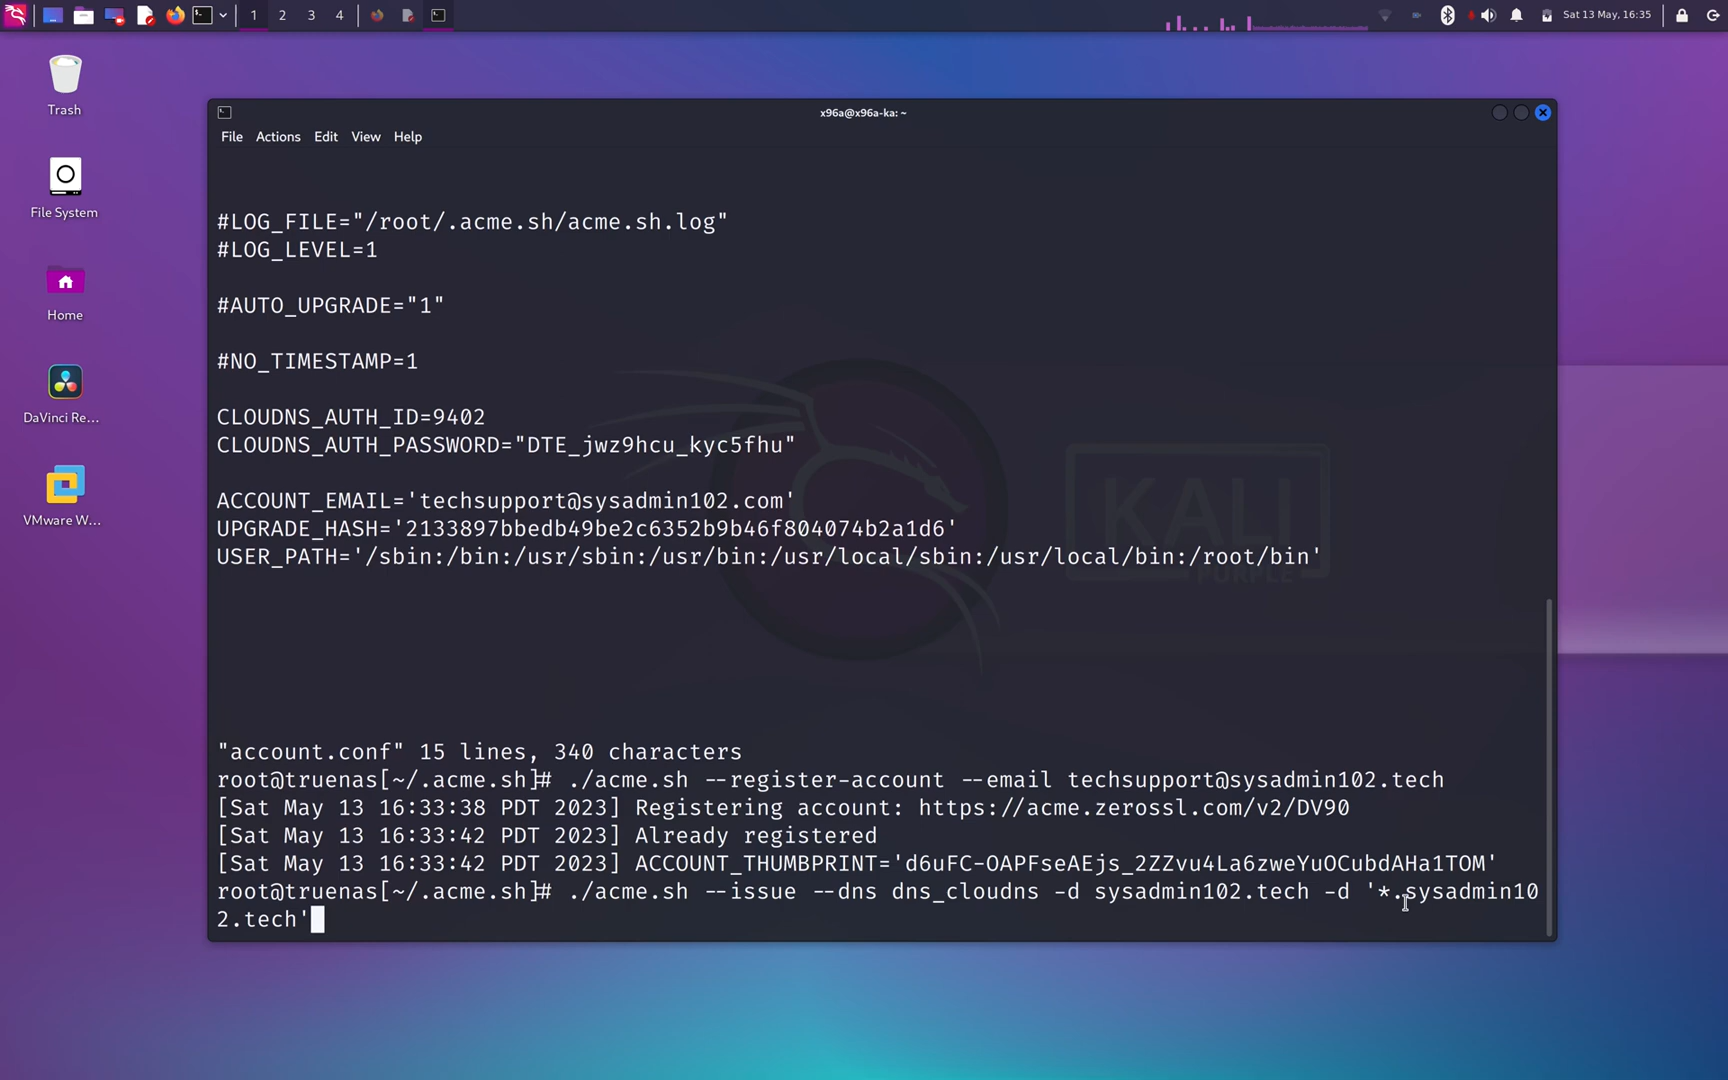 1 2 3 4
Sat 13 May, 16:35
Trash
File System
Home
DaVinci Re...
VMware W...
x96a@x96a-ka: ~
File Actions Edit View Help
#LOG_FILE="/root/.acme.sh/acme.sh.log"
#LOG_LEVEL=1
#AUTO_UPGRADE="1"
#NO_TIMESTAMP=1
CLOUDNS_AUTH_ID=9402
CLOUDNS_AUTH_PASSWORD="DTE_jwz9hcu_kyc5fhu"
ACCOUNT_EMAIL='techsupport@sysadmin102.com'
UPGRADE_HASH='2133897bbedb49be2c6352b9b46f804074b2a1d6'
USER_PATH='/sbin:/bin:/usr/sbin:/usr/bin:/usr/local/sbin:/usr/local/bin:/root/bin'
KALI
PURPLE
"account.conf" 15 lines, 340 characters
root@truenas[~/.acme.sh]# ./acme.sh --register-account --email techsupport@sysadmin102.tech
[Sat May 13 16:33:38 PDT 2023] Registering account: https://acme.zerossl.com/v2/DV90
[Sat May 13 16:33:42 PDT 2023] Already registered
[Sat May 13 16:33:42 PDT 2023] ACCOUNT_THUMBPRINT='d6uFC-OAPFseAEjs_2ZZvu4La6zweYuOCubdAHa1TOM'
root@truenas[~/.acme.sh]# ./acme.sh --issue --dns dns_cloudns -d sysadmin102.tech -d '*.sysadmin10
2.tech'